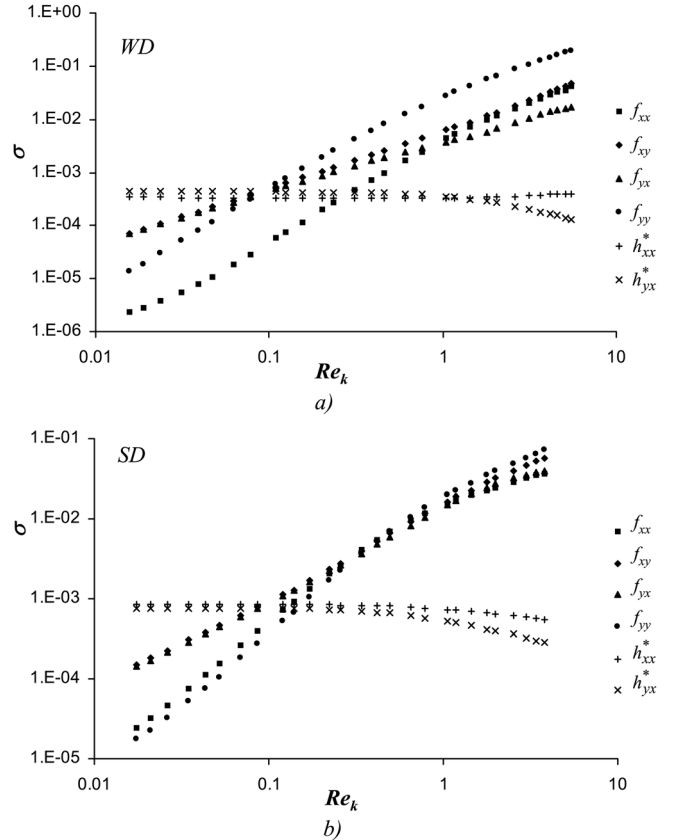 1.E+00
WD
1.E-01
1.E-02
1.E-03
1.E-04
1.E-05
1.E-06
σ
0.01 0.1 1 10
Re_k
f_xx
f_xy
f_yx
f_yy
h*_xx
h*_yx
a)
1.E-01
SD
1.E-02
1.E-03
1.E-04
1.E-05
σ
0.01 0.1 1 10
Re_k
f_xx
f_xy
f_yx
f_yy
h*_xx
h*_yx
b)